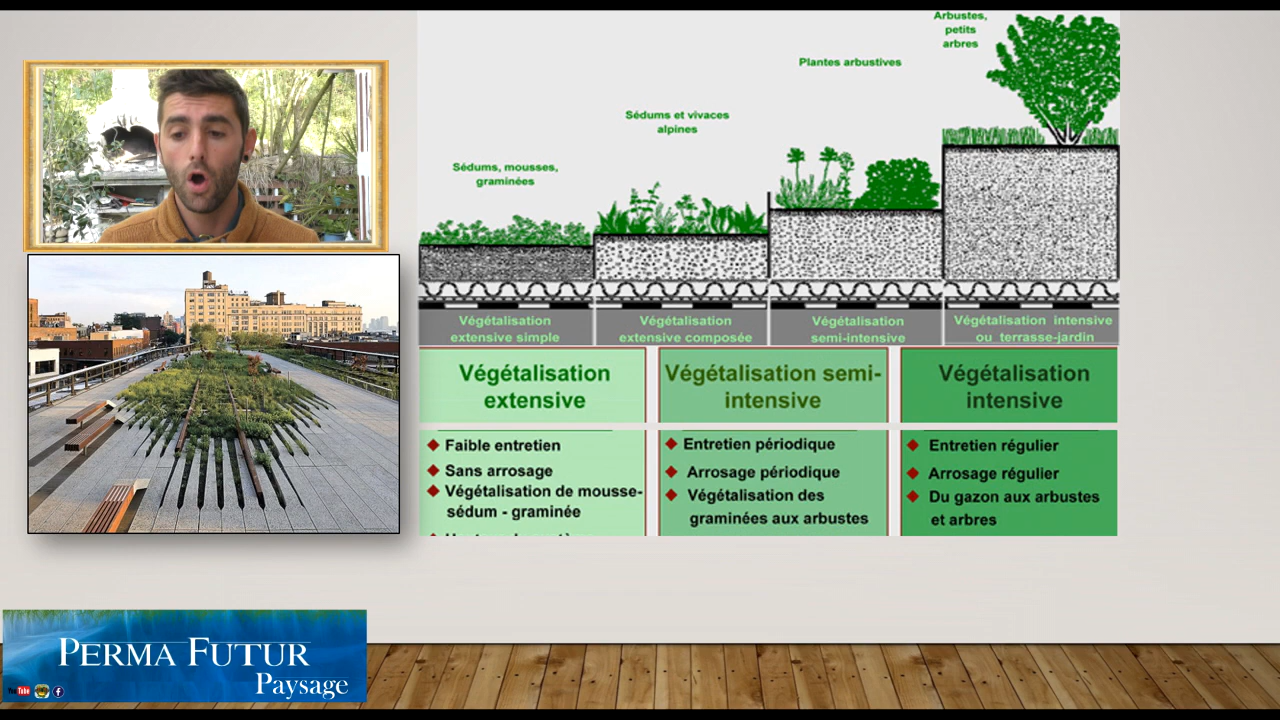 Arbustes,
petits
arbres
Plantes arbustives
Sédums et vivaces
alpines
Sédums, mousses,
graminées
Végétalisation
extensive simple
Végétalisation
extensive composée
Végétalisation
semi-intensive
Végétalisation intensive
ou terrasse-jardin
Végétalisation
extensive
Végétalisation semi-
intensive
Végétalisation
intensive
Faible entretien
Sans arrosage
Végétalisation de mousse-
sédum - graminée
Entretien périodique
Arrosage périodique
Végétalisation des
graminées aux arbustes
Entretien régulier
Arrosage régulier
Du gazon aux arbustes
et arbres
PERMA FUTUR
Paysage
YouTube